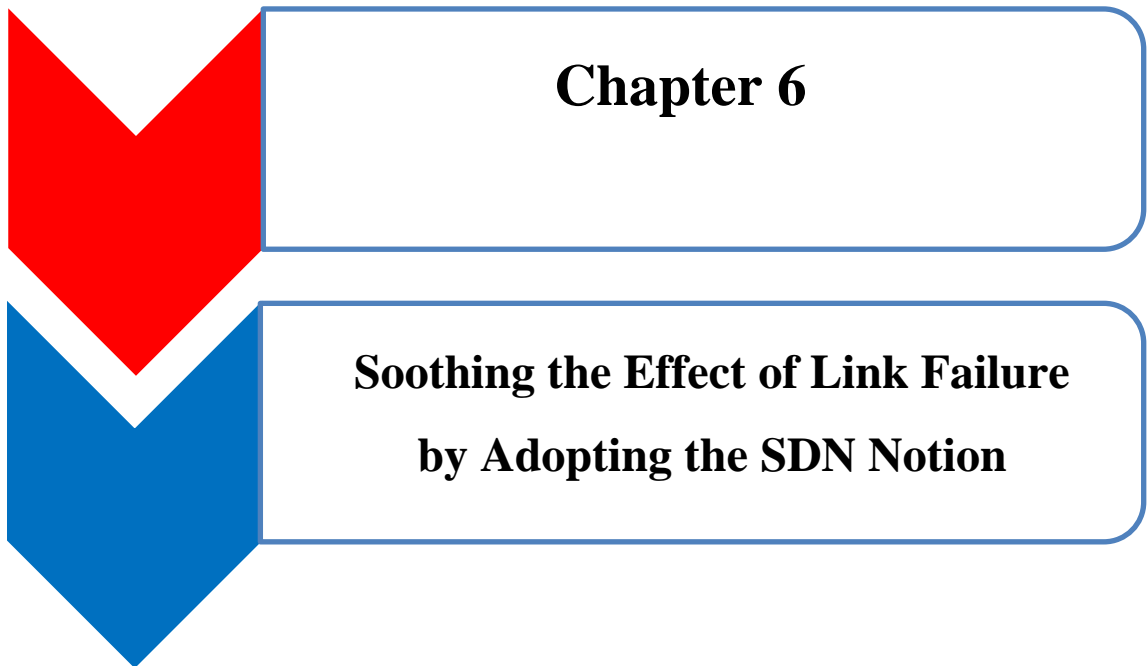 Chapter 6
Soothing the Effect of Link Failure
by Adopting the SDN Notion